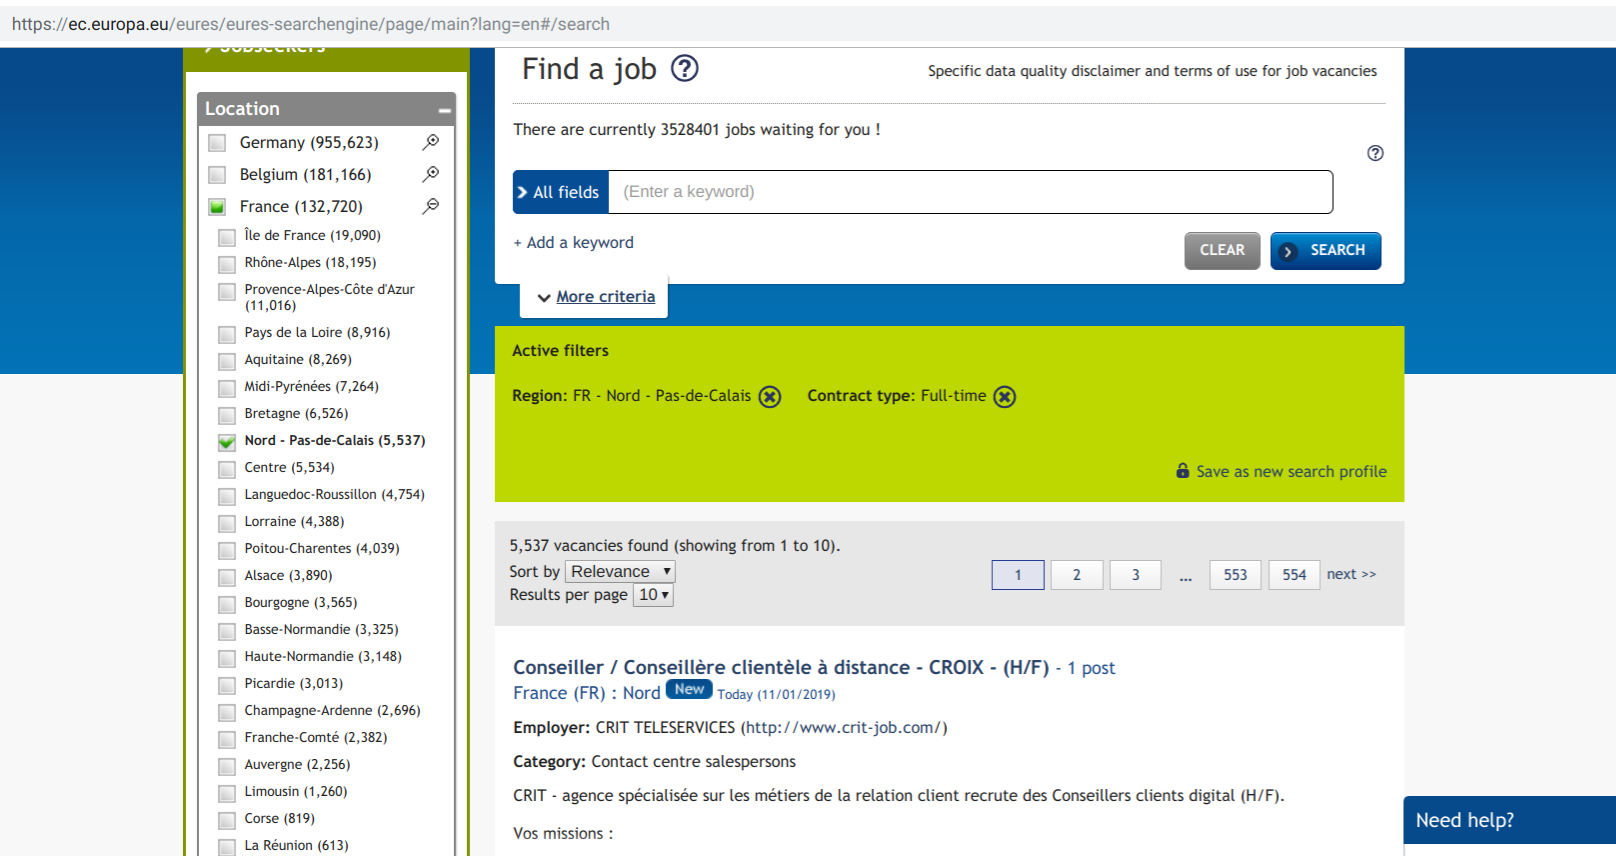 https://ec.europa.eu/eures/eures-searchengine/page/main?lang=en#/search
Location
Germany (955,623)
Belgium (181,166)
France (132,720)
Île de France (19,090)
Rhône-Alpes (18,195)
Provence-Alpes-Côte d'Azur
(11,016)
Pays de la Loire (8,916)
Aquitaine (8,269)
Midi-Pyrénées (7,264)
Bretagne (6,526)
Nord - Pas-de-Calais (5,537)
Centre (5,534)
Languedoc-Roussillon (4,754)
Lorraine (4,388)
Poitou-Charentes (4,039)
Alsace (3,890)
Bourgogne (3,565)
Basse-Normandie (3,325)
Haute-Normandie (3,148)
Picardie (3,013)
Champagne-Ardenne (2,696)
Franche-Comté (2,382)
Auvergne (2,256)
Limousin (1,260)
Corse (819)
La Réunion (613)
Find a job ?
Specific data quality disclaimer and terms of use for job vacancies
There are currently 3528401 jobs waiting for you !
?
All fields (Enter a keyword)
+ Add a keyword
CLEAR SEARCH
More criteria
Active filters
Region: FR - Nord - Pas-de-Calais Contract type: Full-time
Save as new search profile
5,537 vacancies found (showing from 1 to 10).
Sort by Relevance
Results per page 10
1 2 3 ... 553 554 next >>
Conseiller / Conseillère clientèle à distance - CROIX - (H/F) - 1 post
France (FR) : Nord New Today (11/01/2019)
Employer: CRIT TELESERVICES (http://www.crit-job.com/)
Category: Contact centre salespersons
CRIT - agence spécialisée sur les métiers de la relation client recrute des Conseillers clients digital (H/F).
Vos missions :
Need help?